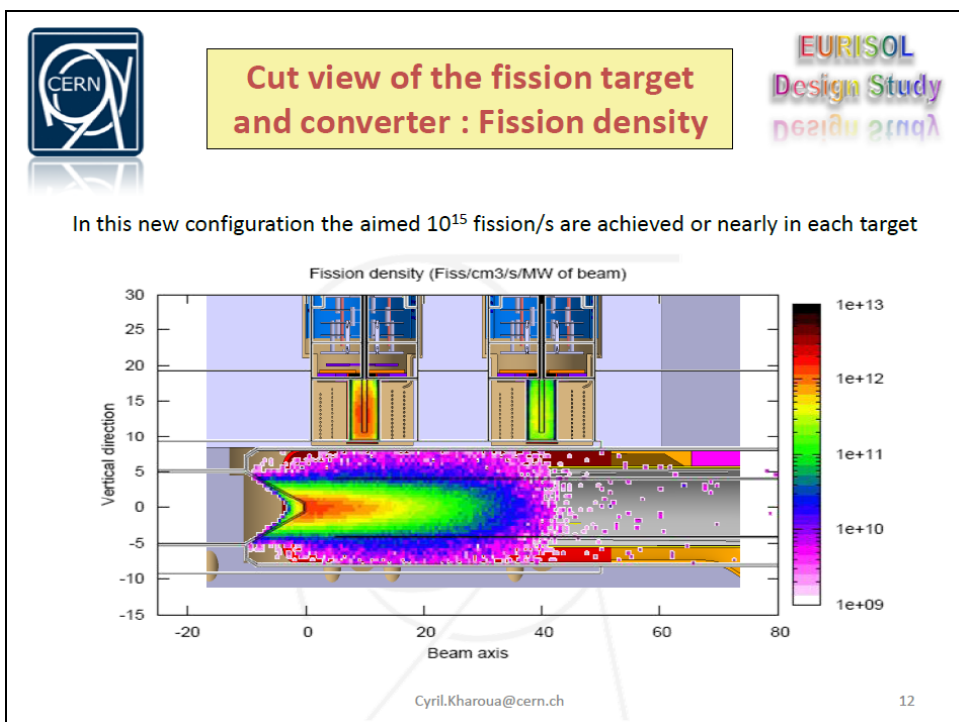 CERN
EURISOL
Design Study
Cut view of the fission target
and converter : Fission density
In this new configuration the aimed 10¹⁵ fission/s are achieved or nearly in each target
Fission density (Fiss/cm3/s/MW of beam)
30
25
20
15
10
5
0
-5
-10
-15
Vertical direction
-20 0 20 40 60 80
Beam axis
1e+13
1e+12
1e+11
1e+10
1e+09
Cyril.Kharoua@cern.ch
12